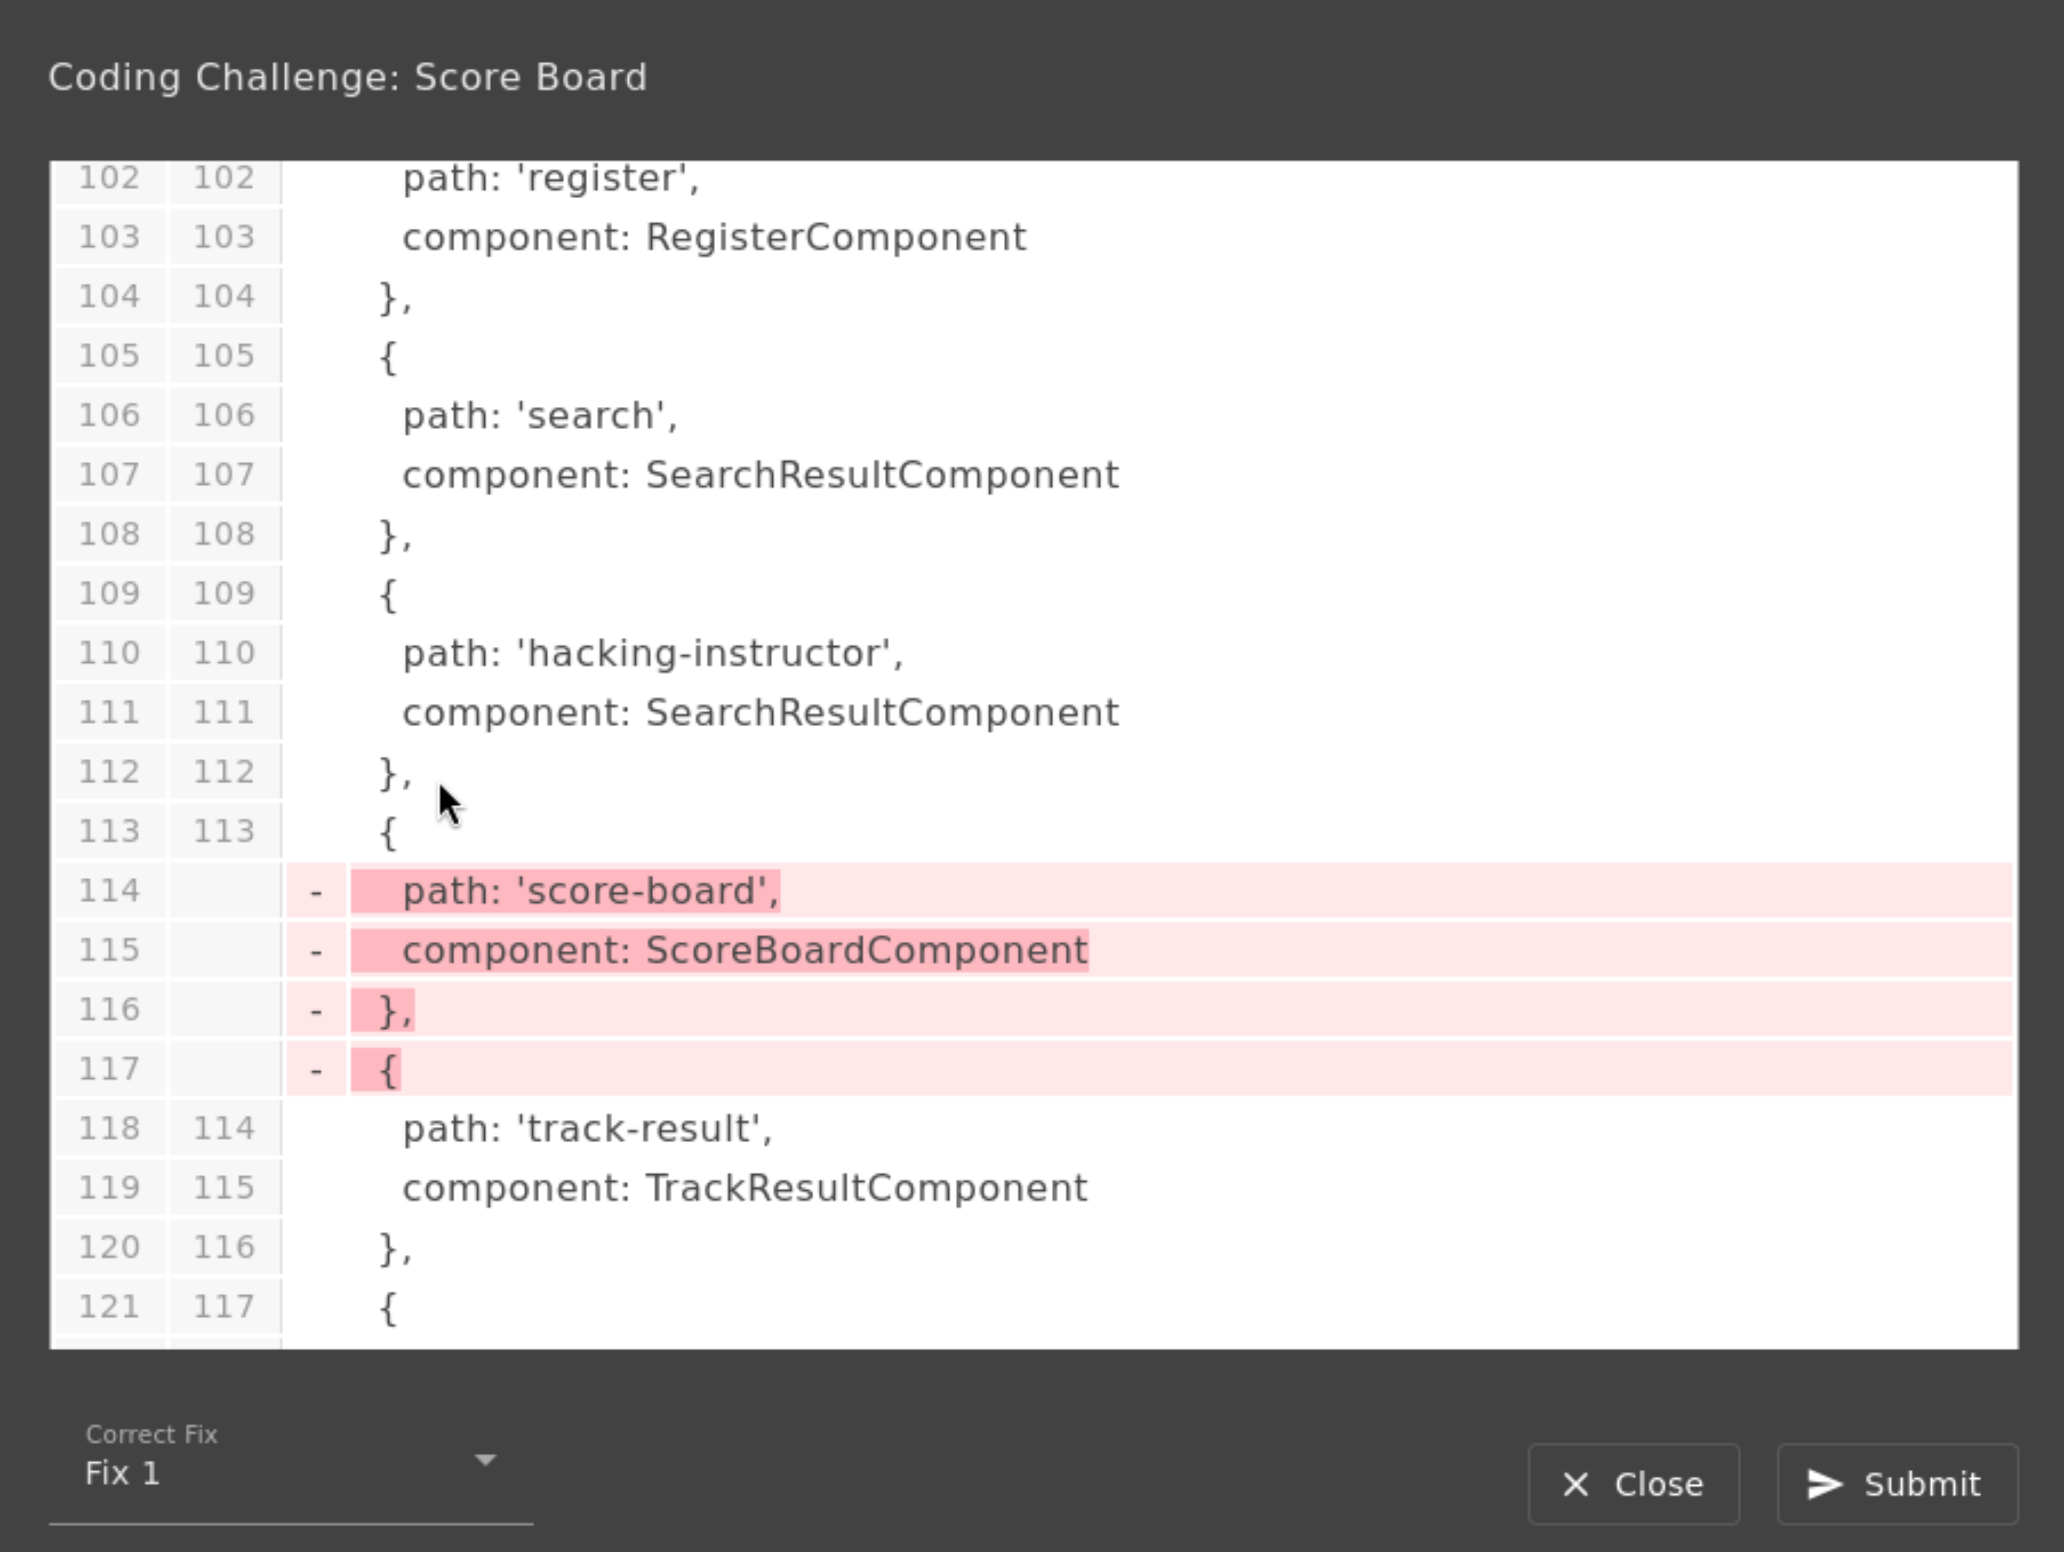 Coding Challenge: Score Board
102 102 path: 'register',
103 103 component: RegisterComponent
104 104 },
105 105 {
106 106 path: 'search',
107 107 component: SearchResultComponent
108 108 },
109 109 {
110 110 path: 'hacking-instructor',
111 111 component: SearchResultComponent
112 112 },
113 113 {
114 - path: 'score-board',
115 - component: ScoreBoardComponent
116 - },
117 - {
118 114 path: 'track-result',
119 115 component: TrackResultComponent
120 116 },
121 117 {
Correct Fix
Fix 1
Close
Submit